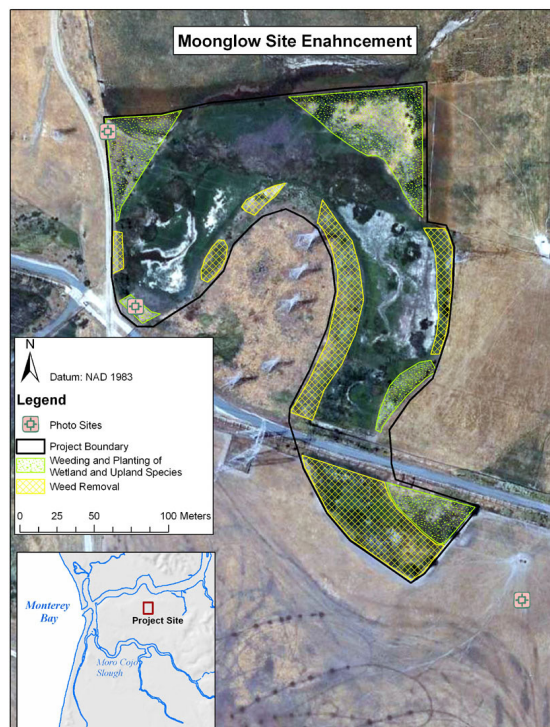 Moonglow Site Enahncement
N
Datum: NAD 1983
Legend
Photo Sites
Project Boundary
Weeding and Planting of
Wetland and Upland Species
Weed Removal
0 25 50 100 Meters
Monterey
Bay
Project Site
Moro Cojo
Slough